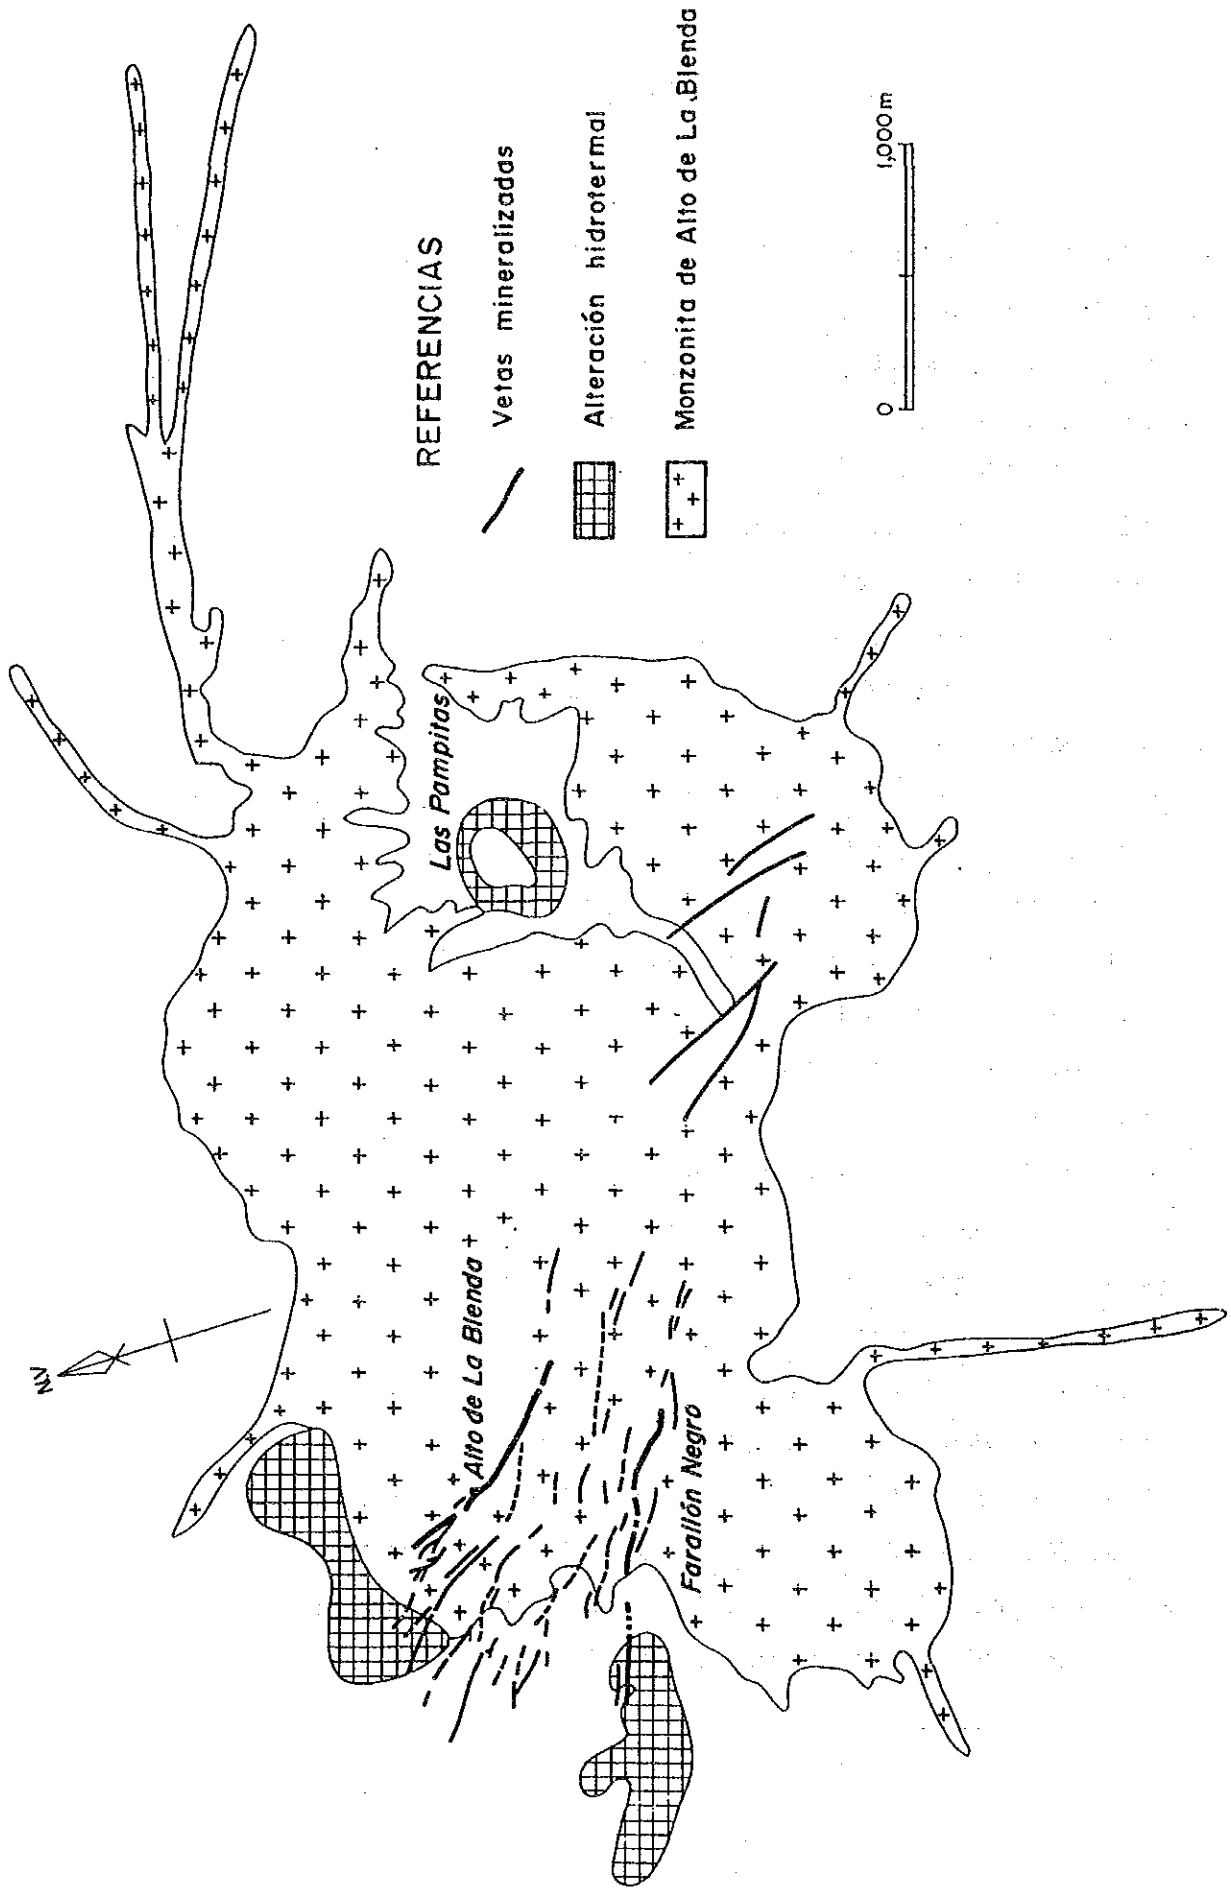 N
REFERENCIAS
Vetas mineralizadas
Alteración hidrotermal
Monzonita de Alto de La Blenda
0 1,000 m
Las Pampitas
Alto de La Blenda
Farallón Negro